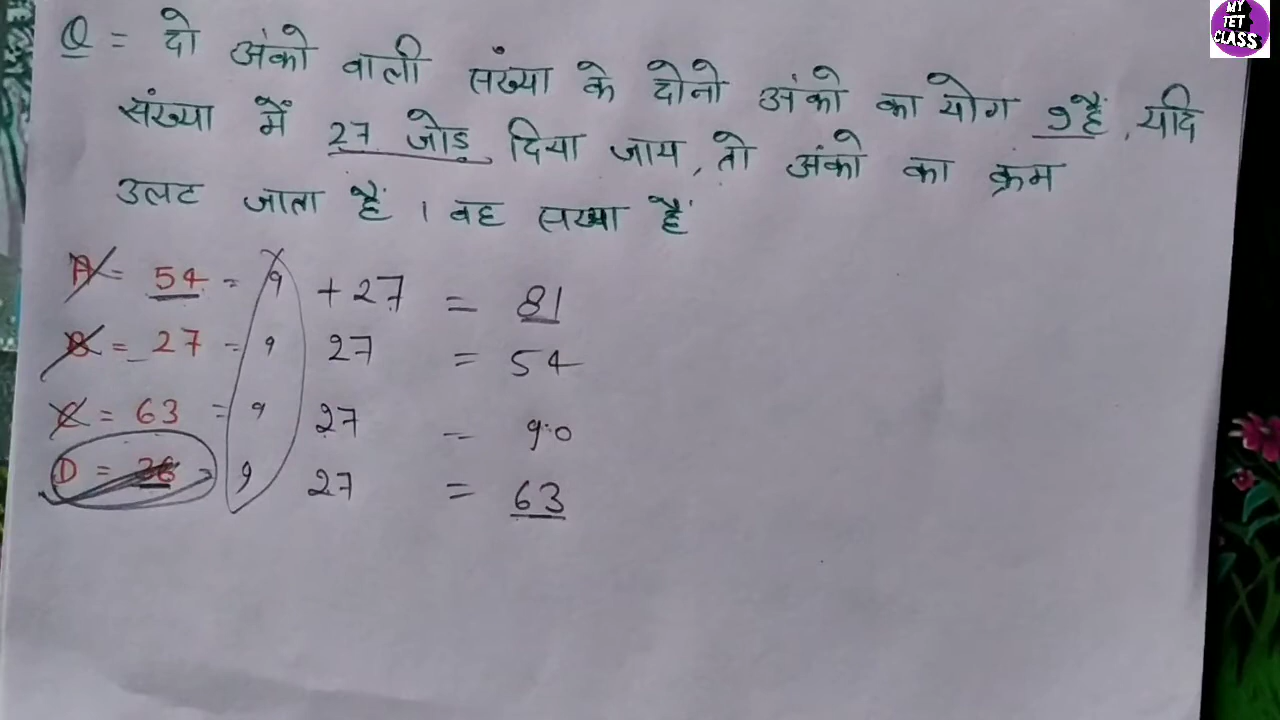 Q = दो अंको वाली संख्या के दोनो अंको का योग 9 हैं, यदि
संख्या में 27 जोड़ दिया जाय, तो अंको का क्रम
उलट जाता हैं । वह सख्या हैं
A = 54 = 9 + 27 = 81
B = 27 = 9 27 = 54
C = 63 = 9 27 = 90
D = 36 = 9 27 = 63
MY
TET
CLASS